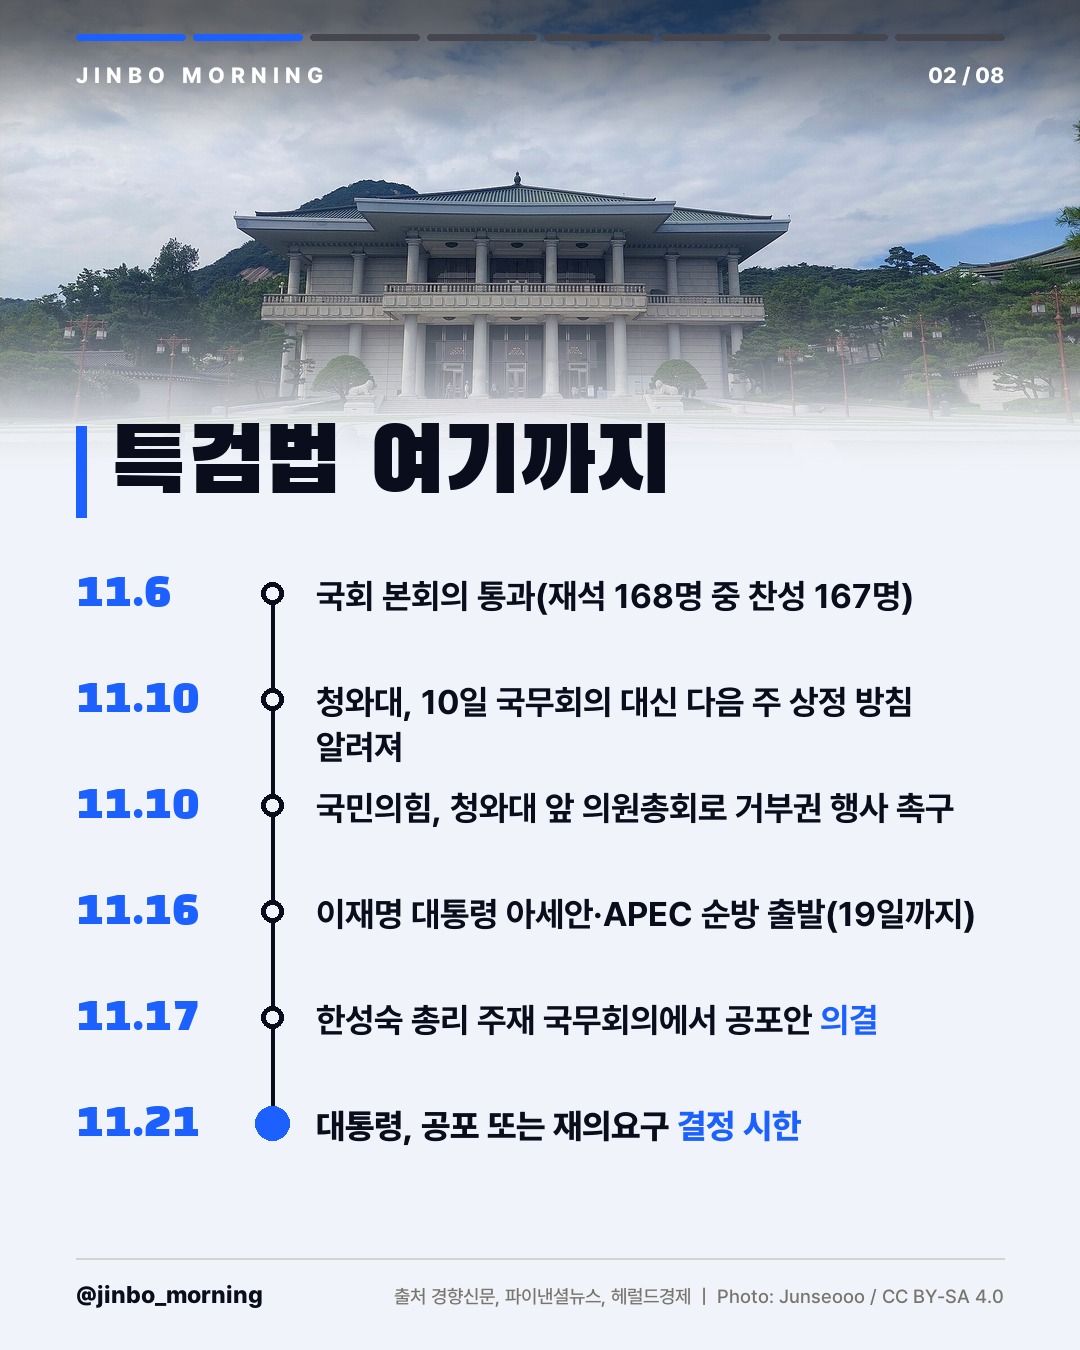 JINBO MORNING
02 / 08
특검법 여기까지
11.6
국회 본회의 통과(재석 168명 중 찬성 167명)
11.10
청와대, 10일 국무회의 대신 다음 주 상정 방침
알려져
11.10
국민의힘, 청와대 앞 의원총회로 거부권 행사 촉구
11.16
이재명 대통령 아세안·APEC 순방 출발(19일까지)
11.17
한성숙 총리 주재 국무회의에서 공포안 의결
11.21
대통령, 공포 또는 재의요구 결정 시한
@jinbo_morning
출처 경향신문, 파이낸셜뉴스, 헤럴드경제 | Photo: Junseooo / CC BY-SA 4.0